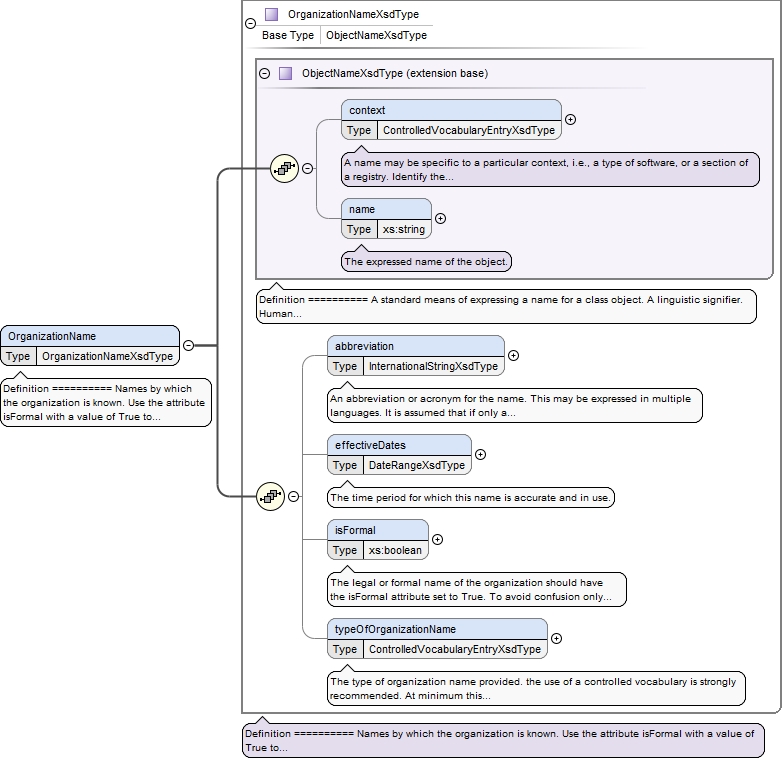 OrganizationNameXsdType
Base Type ObjectNameXsdType
ObjectNameXsdType (extension base)
context
Type ControlledVocabularyEntryXsdType
A name may be specific to a particular context, i.e., a type of software, or a section of
a registry. Identify the...
name
Type xs:string
The expressed name of the object.
Definition ========== A standard means of expressing a name for a class object. A linguistic signifier.
Human...
OrganizationName
Type OrganizationNameXsdType
Definition ========== Names by which
the organization is known. Use the attribute
isFormal with a value of True to...
abbreviation
Type InternationalStringXsdType
An abbreviation or acronym for the name. This may be expressed in multiple
languages. It is assumed that if only a...
effectiveDates
Type DateRangeXsdType
The time period for which this name is accurate and in use.
isFormal
Type xs:boolean
The legal or formal name of the organization should have
the isFormal attribute set to True. To avoid confusion only...
typeOfOrganizationName
Type ControlledVocabularyEntryXsdType
The type of organization name provided. the use of a controlled vocabulary is strongly
recommended. At minimum this...
Definition ========== Names by which the organization is known. Use the attribute isFormal with a value of
True to...